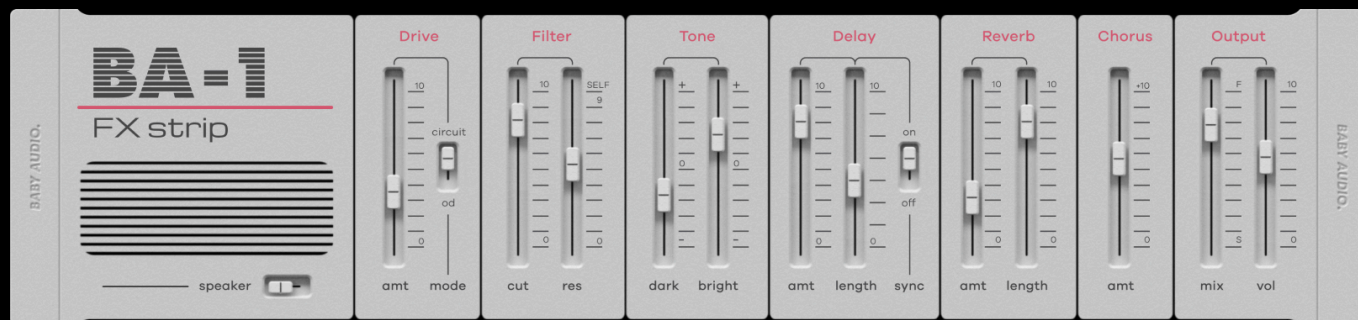 BABY AUDIO.
BA-1
FX strip
speaker
Drive
10
circuit
od
0
amt mode
Filter
10 SELF
9
0 0
cut res
Tone
+ +
0 0
- -
dark bright
Delay
10 10
on
off
0 0
amt length sync
Reverb
10 10
0 0
amt length
Chorus
+10
0
amt
Output
F 10
S 0
mix vol
BABY AUDIO.